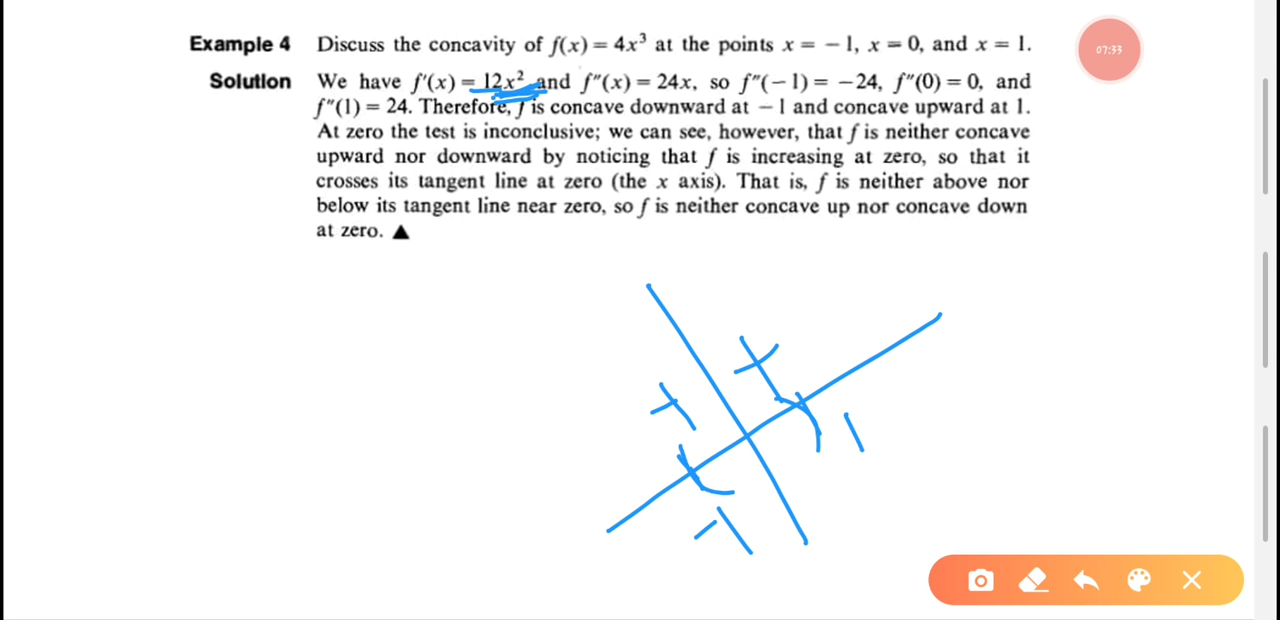 Example 4 Discuss the concavity of f(x) = 4x³ at the points x = − 1, x = 0, and x = 1.
Solution We have f′(x) = 12x² and f″(x) = 24x, so f″(− 1) = − 24, f″(0) = 0, and
f″(1) = 24. Therefore, f is concave downward at − 1 and concave upward at 1.
At zero the test is inconclusive; we can see, however, that f is neither concave
upward nor downward by noticing that f is increasing at zero, so that it
crosses its tangent line at zero (the x axis). That is, f is neither above nor
below its tangent line near zero, so f is neither concave up nor concave down
at zero. ▲
07:33